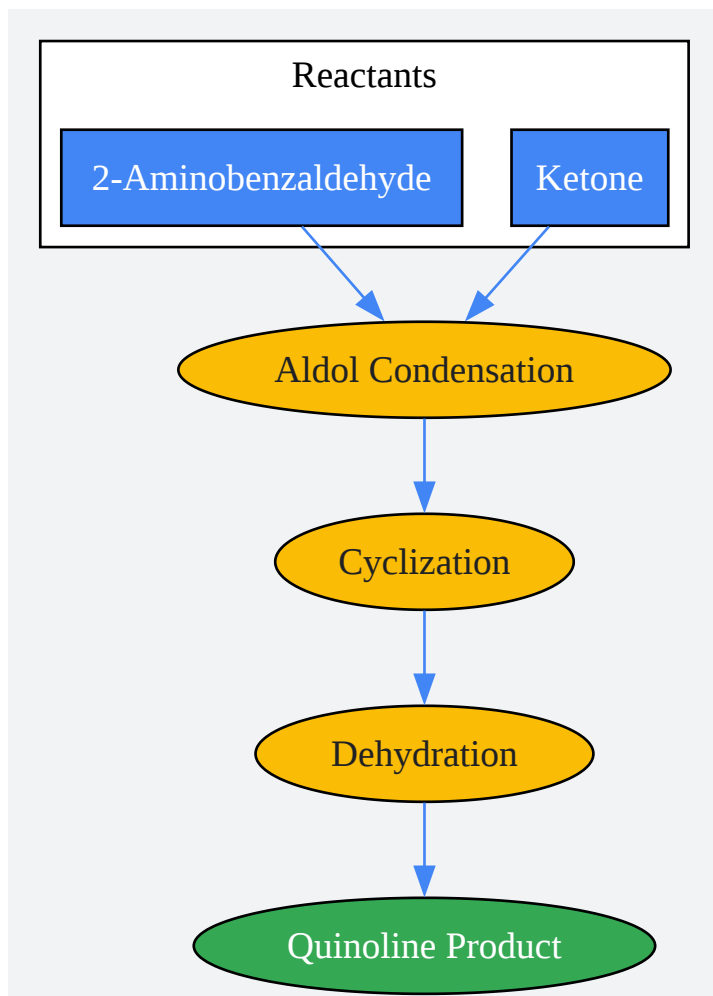 Reactants
2-Aminobenzaldehyde
Ketone
Aldol Condensation
Cyclization
Dehydration
Quinoline Product